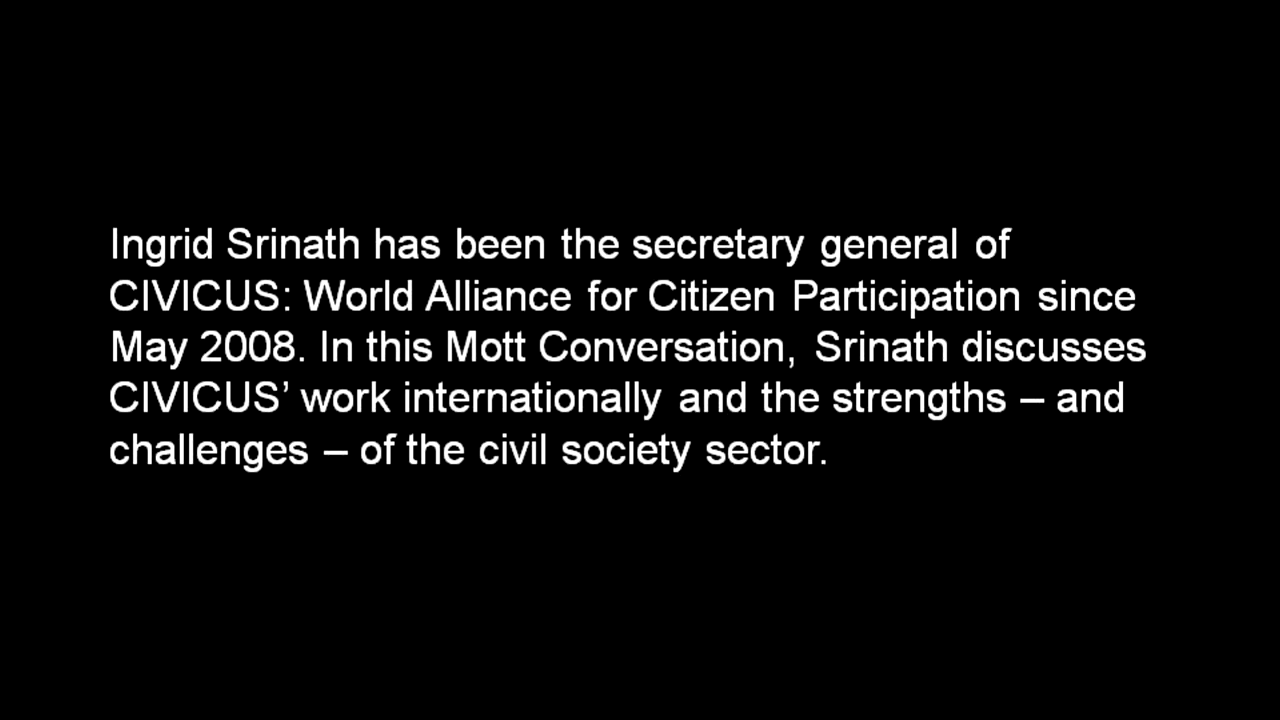 Ingrid Srinath has been the secretary general of
CIVICUS: World Alliance for Citizen Participation since
May 2008. In this Mott Conversation, Srinath discusses
CIVICUS’ work internationally and the strengths – and
challenges – of the civil society sector.